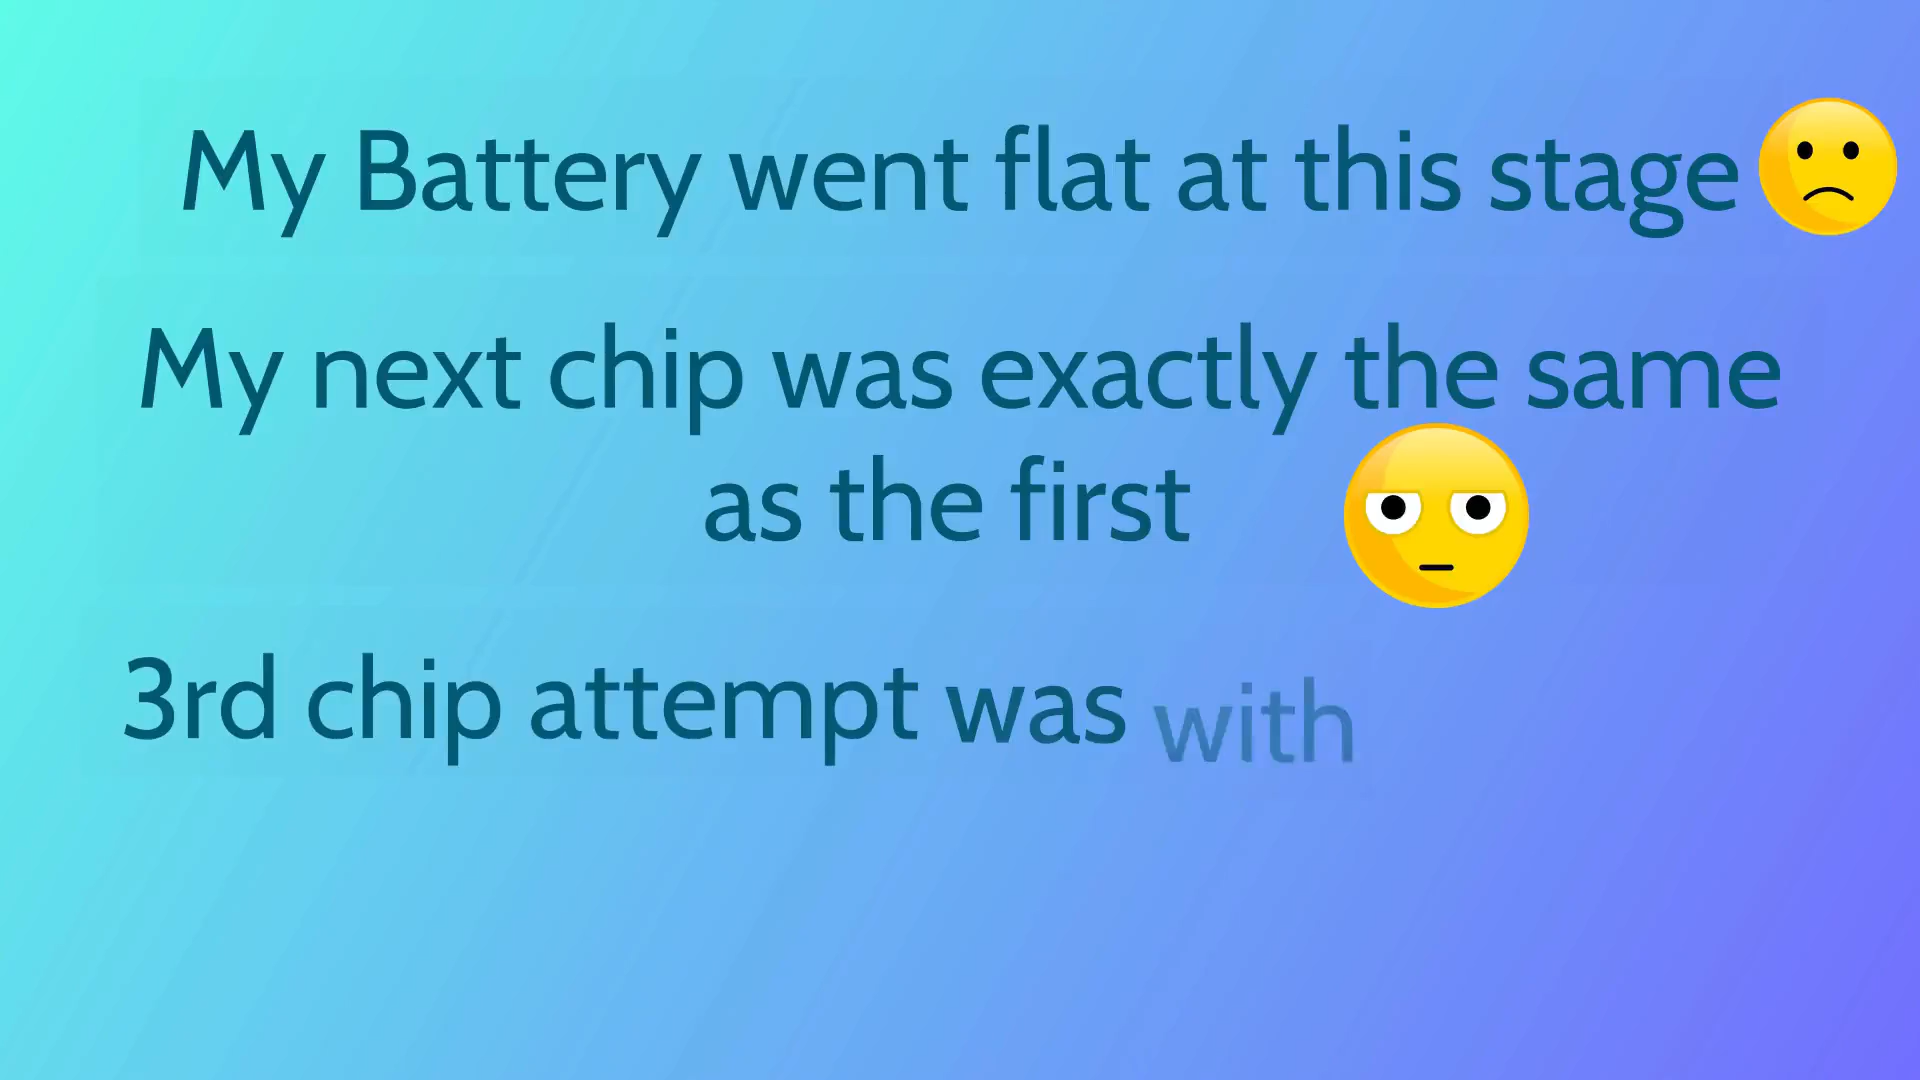 My Battery went flat at this stage
My next chip was exactly the same
as the first
3rd chip attempt was with